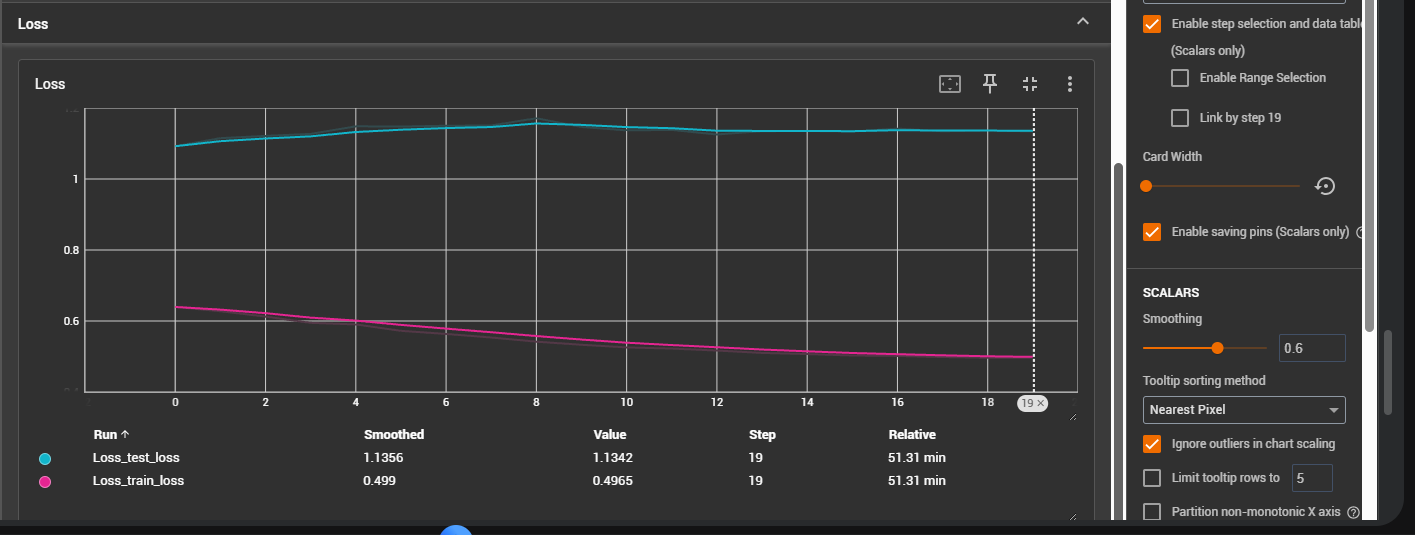 Loss
Loss
1
0.8
0.6
0 2 4 6 8 10 12 14 16 18 19 ×
Run ↑ Smoothed Value Step Relative
Loss_test_loss 1.1356 1.1342 19 51.31 min
Loss_train_loss 0.499 0.4965 19 51.31 min
Enable step selection and data
(Scalars only)
Enable Range Selection
Link by step 19
Card Width
Enable saving pins (Scalars only)
SCALARS
Smoothing
0.6
Tooltip sorting method
Nearest Pixel
Ignore outliers in chart scaling
Limit tooltip rows to 5
Partition non-monotonic X axis ?